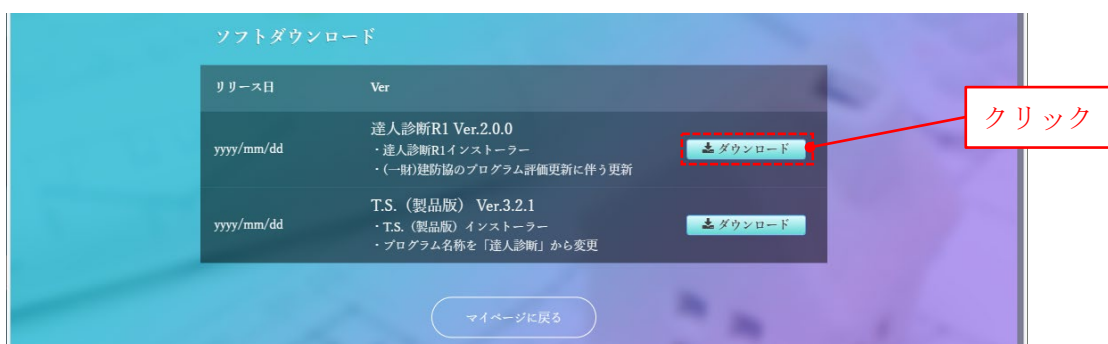 ソフトダウンロード
リリース日 Ver
達人診断R1 Ver.2.0.0
yyyy/mm/dd ・達人診断R1インストーラー ダウンロード
・(一財)建防協のプログラム評価更新に伴う更新
クリック
T.S.（製品版） Ver.3.2.1
yyyy/mm/dd ・T.S.（製品版）インストーラー ダウンロード
・プログラム名称を「達人診断」から変更
マイページに戻る